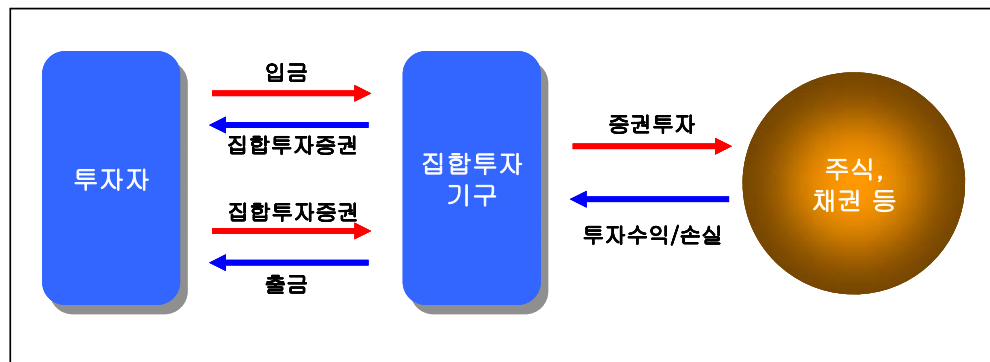 투자자
입금
집합투자증권
집합투자증권
출금
집합투자
기구
증권투자
투자수익/손실
주식,
채권 등